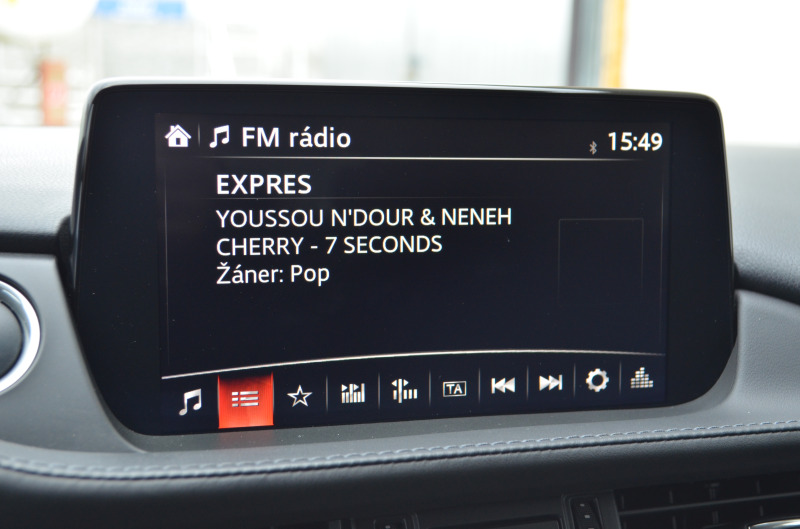 FM rádio
15:49
EXPRES
YOUSSOU N'DOUR & NENEH
CHERRY - 7 SECONDS
Žáner: Pop
TA